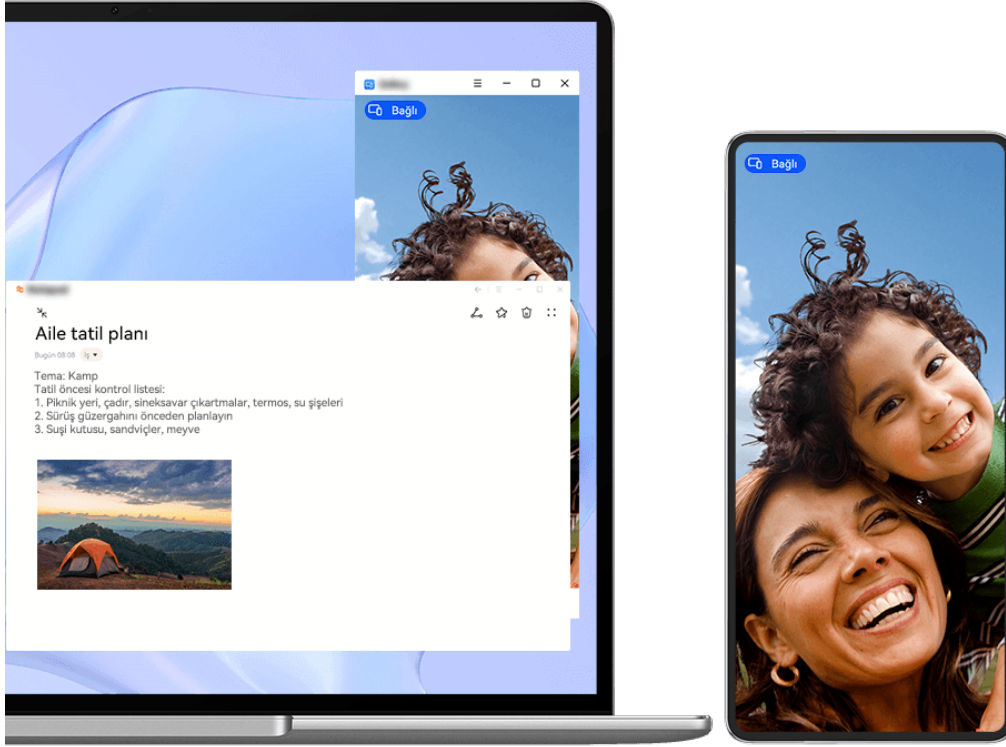 Bağlı
Bağlı
Aile tatil planı
Bugün 08:08 İş
Tema: Kamp
Tatil öncesi kontrol listesi:
1. Piknik yeri, çadır, sineksavar çıkartmalar, termos, su şişeleri
2. Sürüş güzergahını önceden planlayın
3. Suşi kutusu, sandviçler, meyve